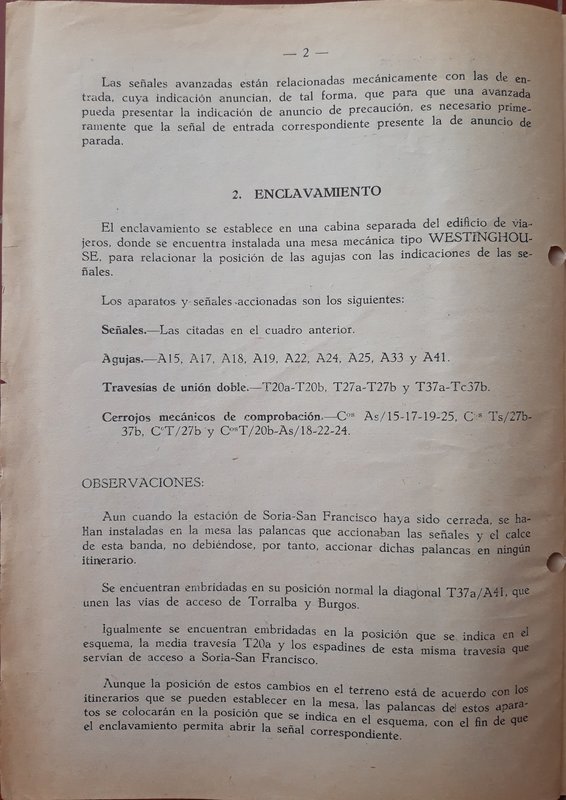 — 2 —
Las señales avanzadas están relacionadas mecánicamente con las de en-
trada, cuya indicación anuncian, de tal forma, que para que una avanzada
pueda presentar la indicación de anuncio de precaución, es necesario prime-
ramente que la señal de entrada correspondiente presente la de anuncio de
parada.
2. ENCLAVAMIENTO
El enclavamiento se establece en una cabina separada del edificio de via-
jeros, donde se encuentra instalada una mesa mecánica tipo WESTINGHOU-
SE, para relacionar la posición de las agujas con las indicaciones de las se-
ñales.
Los aparatos y señales accionadas son los siguientes:
Señales.—Las citadas en el cuadro anterior.
Agujas.—A15, A17, A18, A19, A22, A24, A25, A33 y A41.
Travesías de unión doble.—T20a-T20b, T27a-T27b y T37a-Tc37b.
Cerrojos mecánicos de comprobación.—Cos As/15-17-19-25, Cos Ts/27b-
37b, CoT/27b y CosT/20b-As/18-22-24.
OBSERVACIONES:
Aun cuando la estación de Soria-San Francisco haya sido cerrada, se ha-
llan instaladas en la mesa las palancas que accionaban las señales y el calce
de esta banda, no debiéndose, por tanto, accionar dichas palancas en ningún
itinerario.
Se encuentran embridadas en su posición normal la diagonal T37a/A41, que
unen las vías de acceso de Torralba y Burgos.
Igualmente se encuentran embridadas en la posición que se indica en el
esquema, la media travesía T20a y los espadines de esta misma travesía que
servían de acceso a Soria-San Francisco.
Aunque la posición de estos cambios en el terreno está de acuerdo con los
itinerarios que se pueden establecer en la mesa, las palancas de estos apara-
tos se colocarán en la posición que se indica en el esquema, con el fin de que
el enclavamiento permita abrir la señal correspondiente.